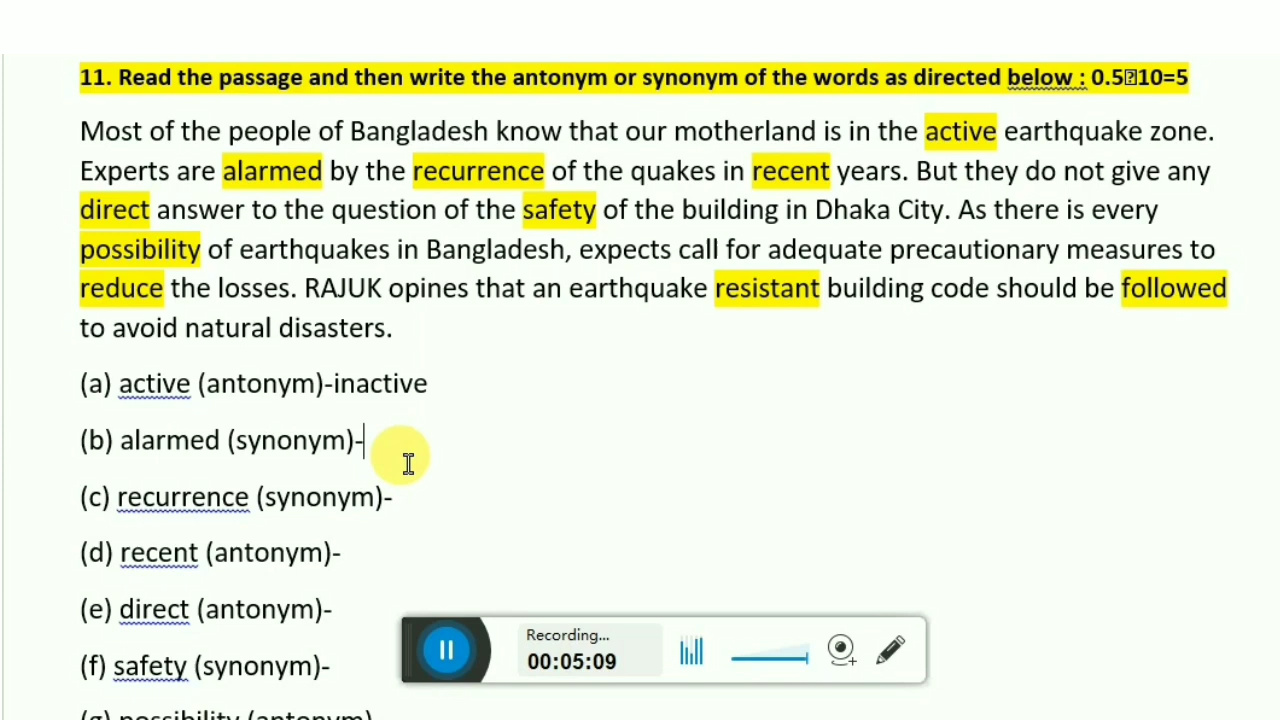 11. Read the passage and then write the antonym or synonym of the words as directed below : 0.5�10=5
Most of the people of Bangladesh know that our motherland is in the active earthquake zone.
Experts are alarmed by the recurrence of the quakes in recent years. But they do not give any
direct answer to the question of the safety of the building in Dhaka City. As there is every
possibility of earthquakes in Bangladesh, expects call for adequate precautionary measures to
reduce the losses. RAJUK opines that an earthquake resistant building code should be followed
to avoid natural disasters.
(a) active (antonym)-inactive
(b) alarmed (synonym)-
(c) recurrence (synonym)-
(d) recent (antonym)-
(e) direct (antonym)-
(f) safety (synonym)-
(g) possibility (antonym)
Recording...
00:05:09